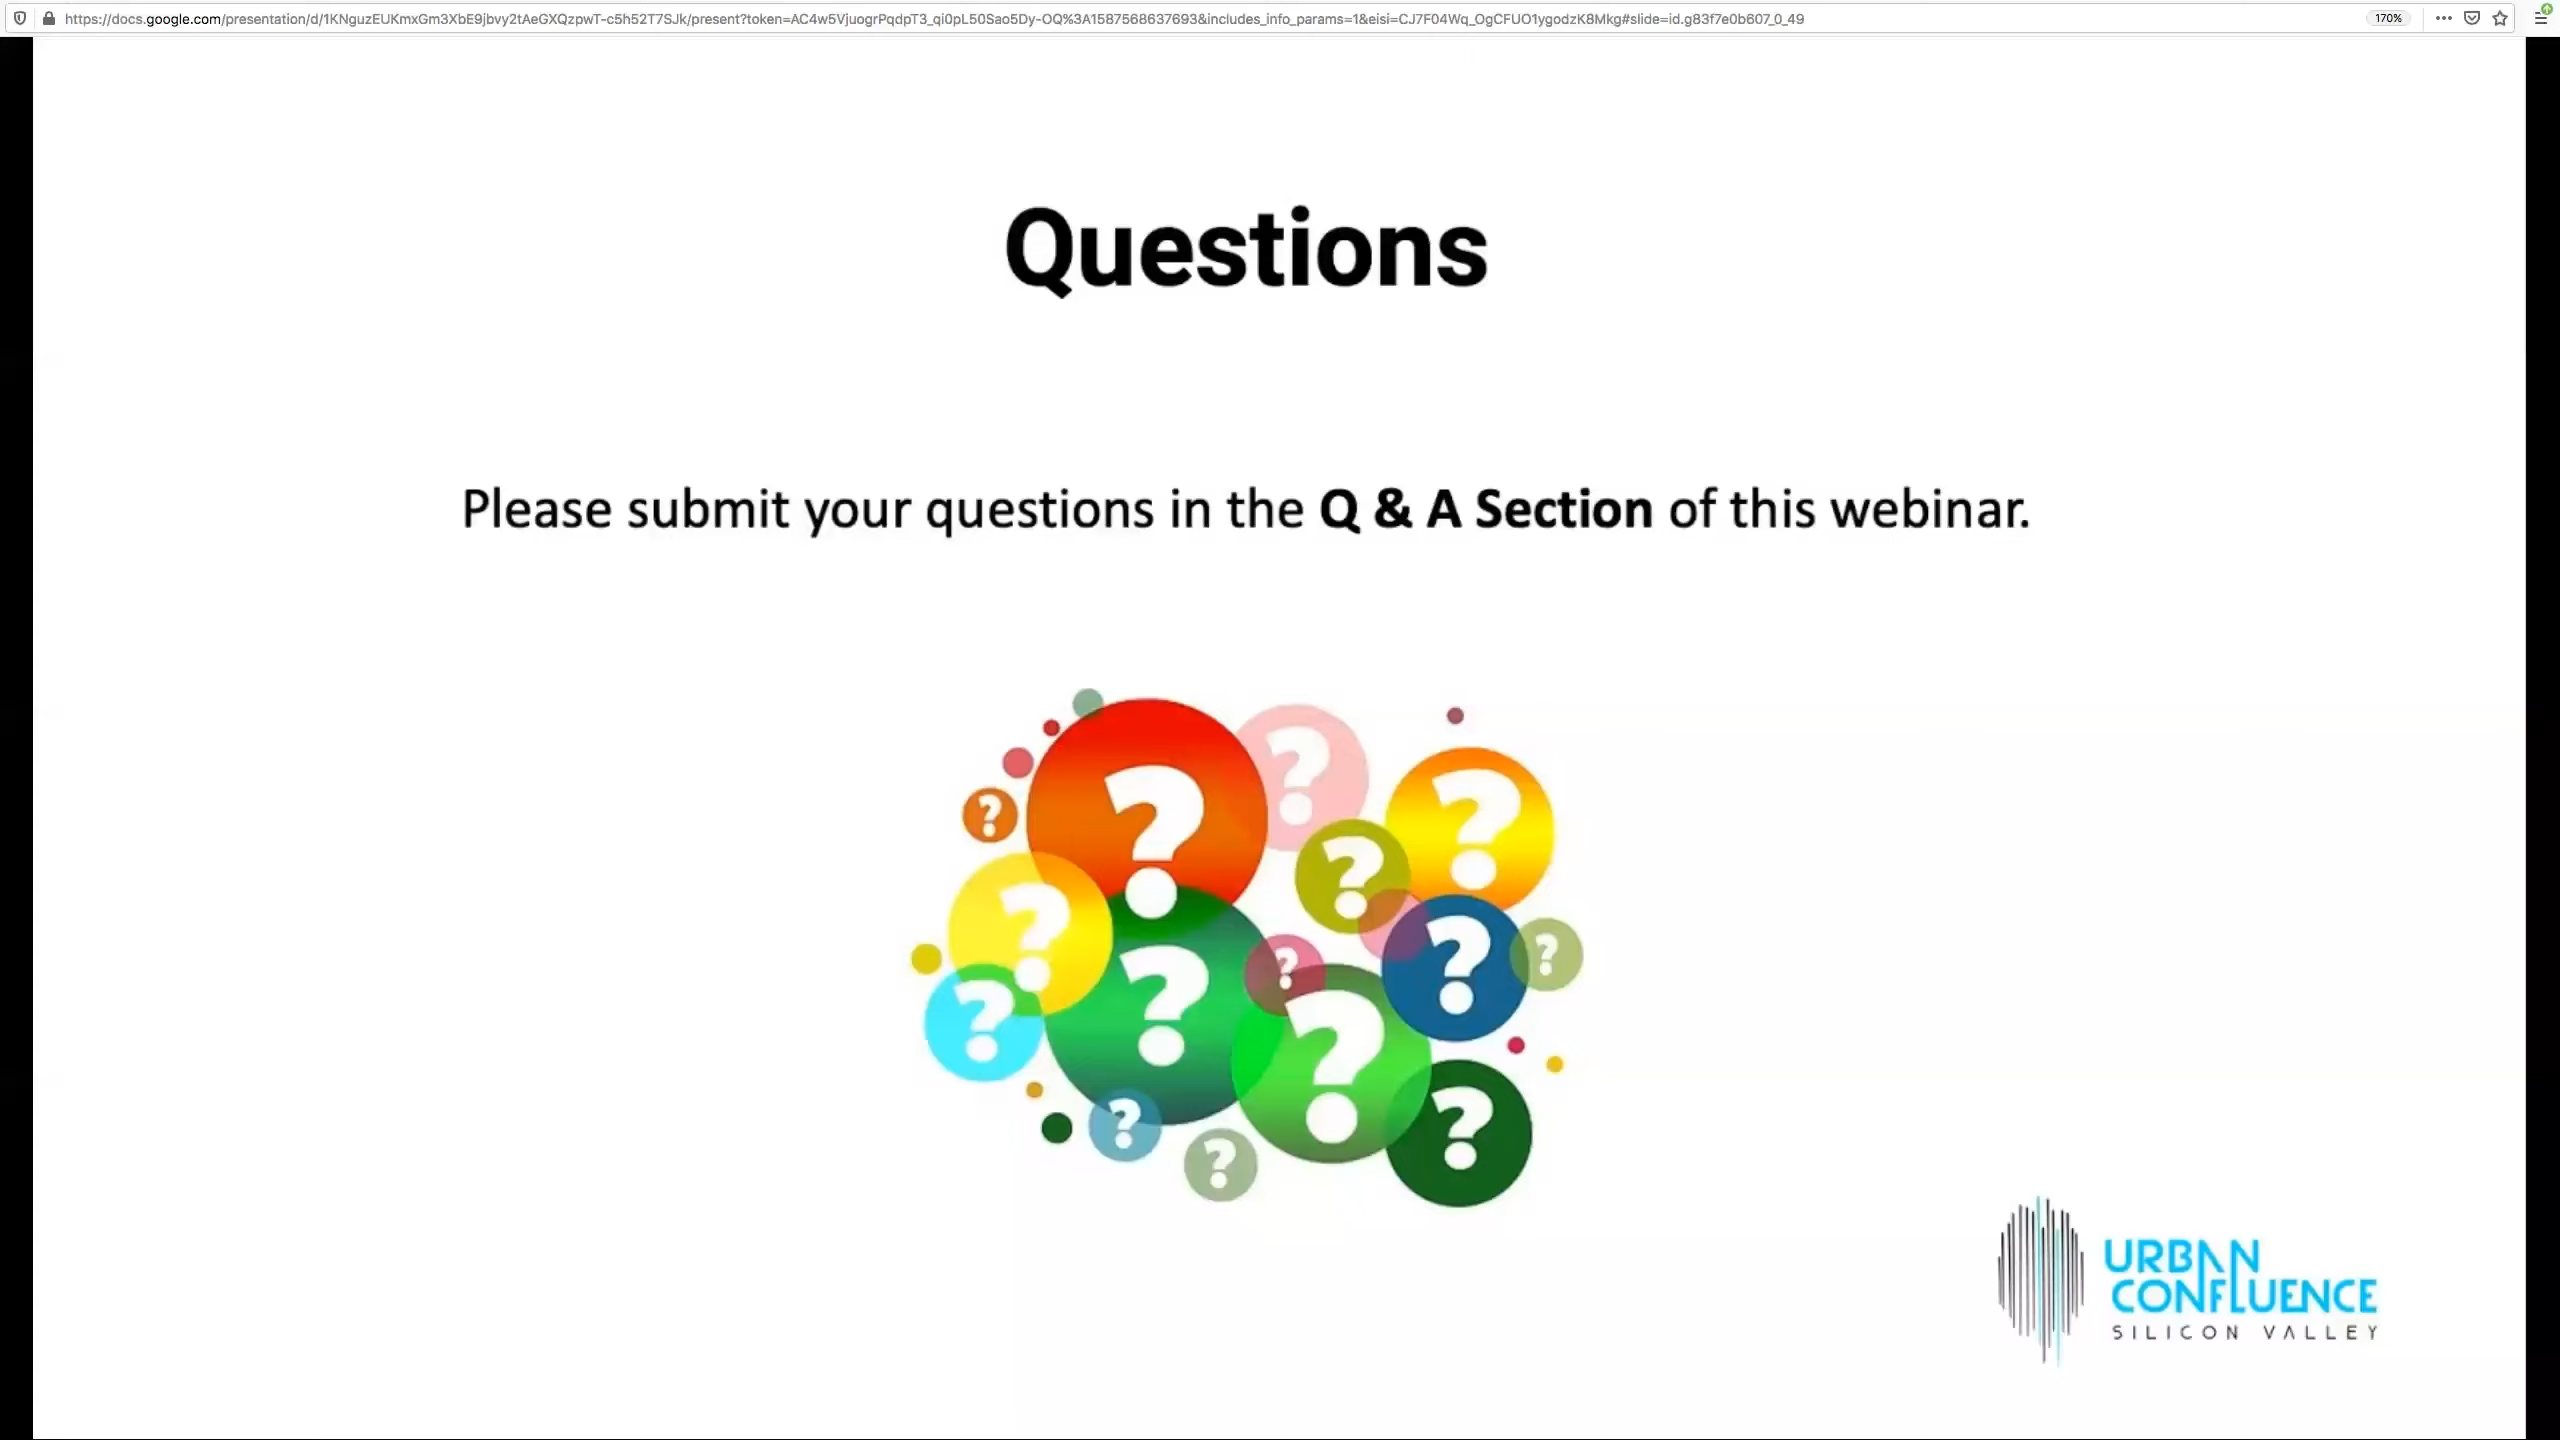 https://docs.google.com/presentation/d/1KNguzEUKmxGm3XbE9jbvy2tAeGXQzpwT-c5h52T7SJk/present?token=AC4w5VjuogrPqdpT3_qi0pL50Sao5Dy-OQ%3A1587568637693&includes_info_params=1&eisi=CJ7F04Wq_OgCFUO1ygodzK8Mkg#slide=id.g83f7e0b607_0_49
170%
Questions
Please submit your questions in the Q & A Section of this webinar.
? ? ?
? ?
? ? ?
? ? ? ?
? ?
? ?
URBAN
CONFLUENCE
SILICON VALLEY